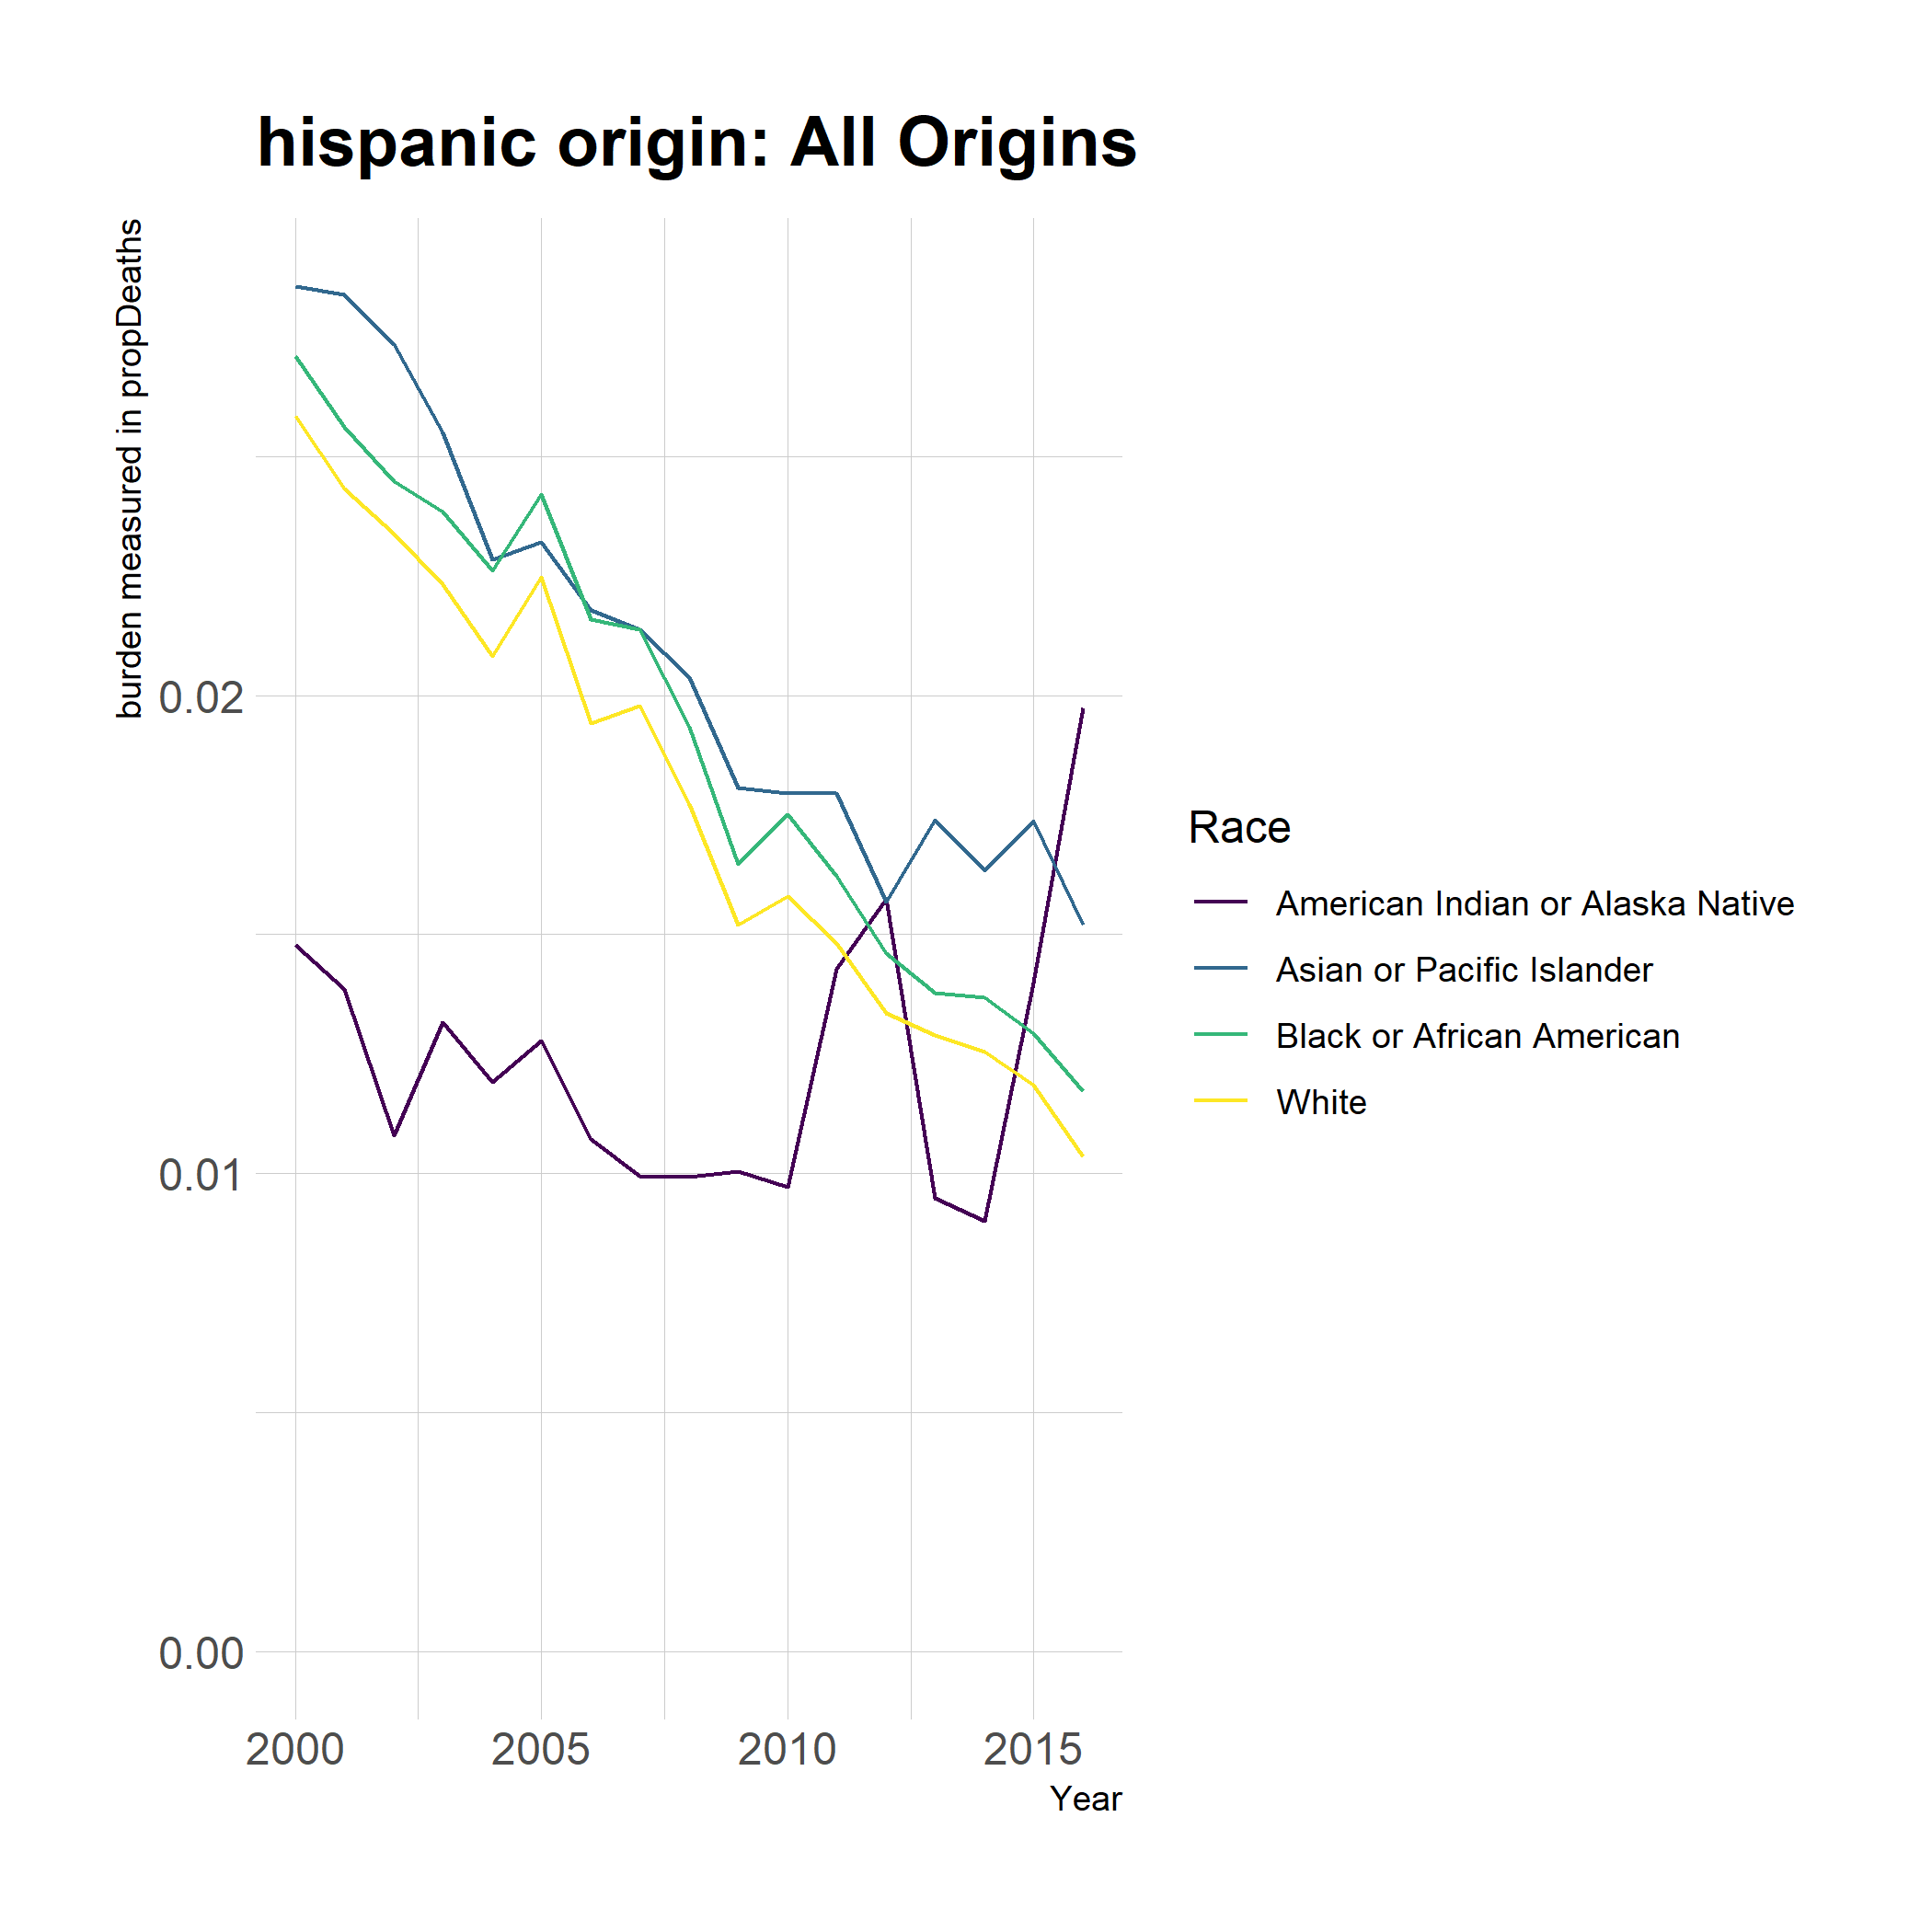 hispanic origin: All Origins
burden measured in propDeaths
0.02
0.01
0.00
2000 2005 2010 2015
Year
Race
American Indian or Alaska Native
Asian or Pacific Islander
Black or African American
White